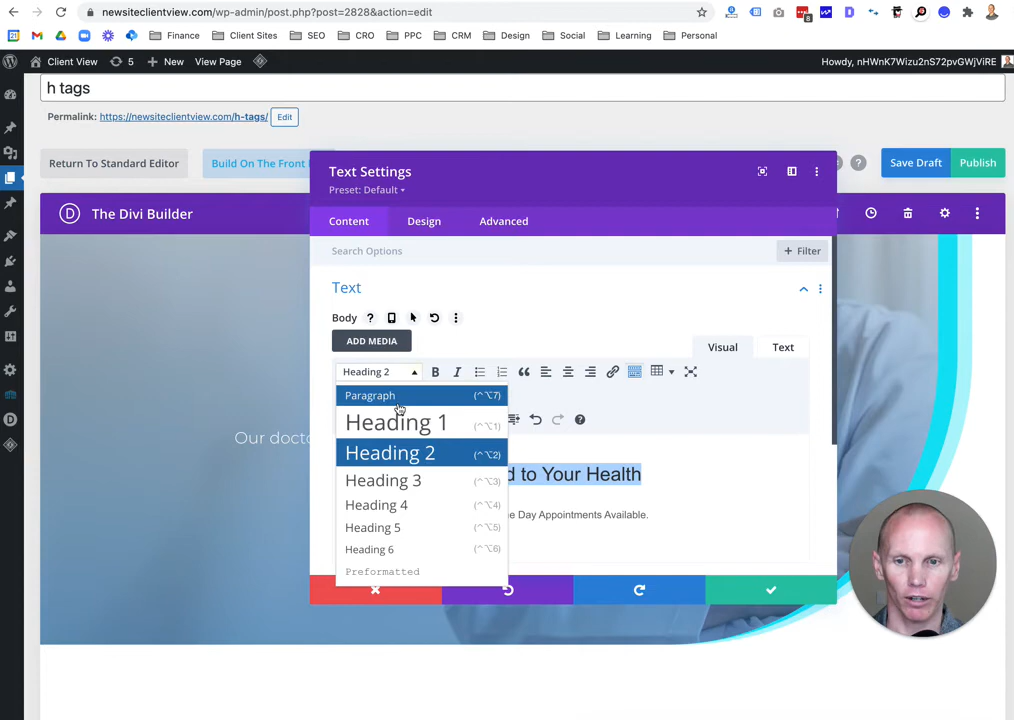 newsiteclientview.com/wp-admin/post.php?post=2828&action=edit
8
Finance Client Sites SEO CRO PPC CRM Design Social Learning Personal
Client View 5 New View Page Howdy, nHWnK7Wizu2nS72pvGWjViRE
h tags
Permalink: https://newsiteclientview.com/h-tags/ Edit
Return To Standard Editor Build On The Front ? Save Draft Publish
Text Settings
Preset: Default
D The Divi Builder
Content Design Advanced
Search Options + Filter
Text
Body ?
ADD MEDIA
Visual Text
Heading 2 B I
Paragraph (^⌥7)
Heading 1 (^⌥1)
Heading 2 (^⌥2)
Heading 3 (^⌥3)
Heading 4 (^⌥4)
Heading 5 (^⌥5)
Heading 6 (^⌥6)
Preformatted
Our docto
d to Your Health
e Day Appointments Available.